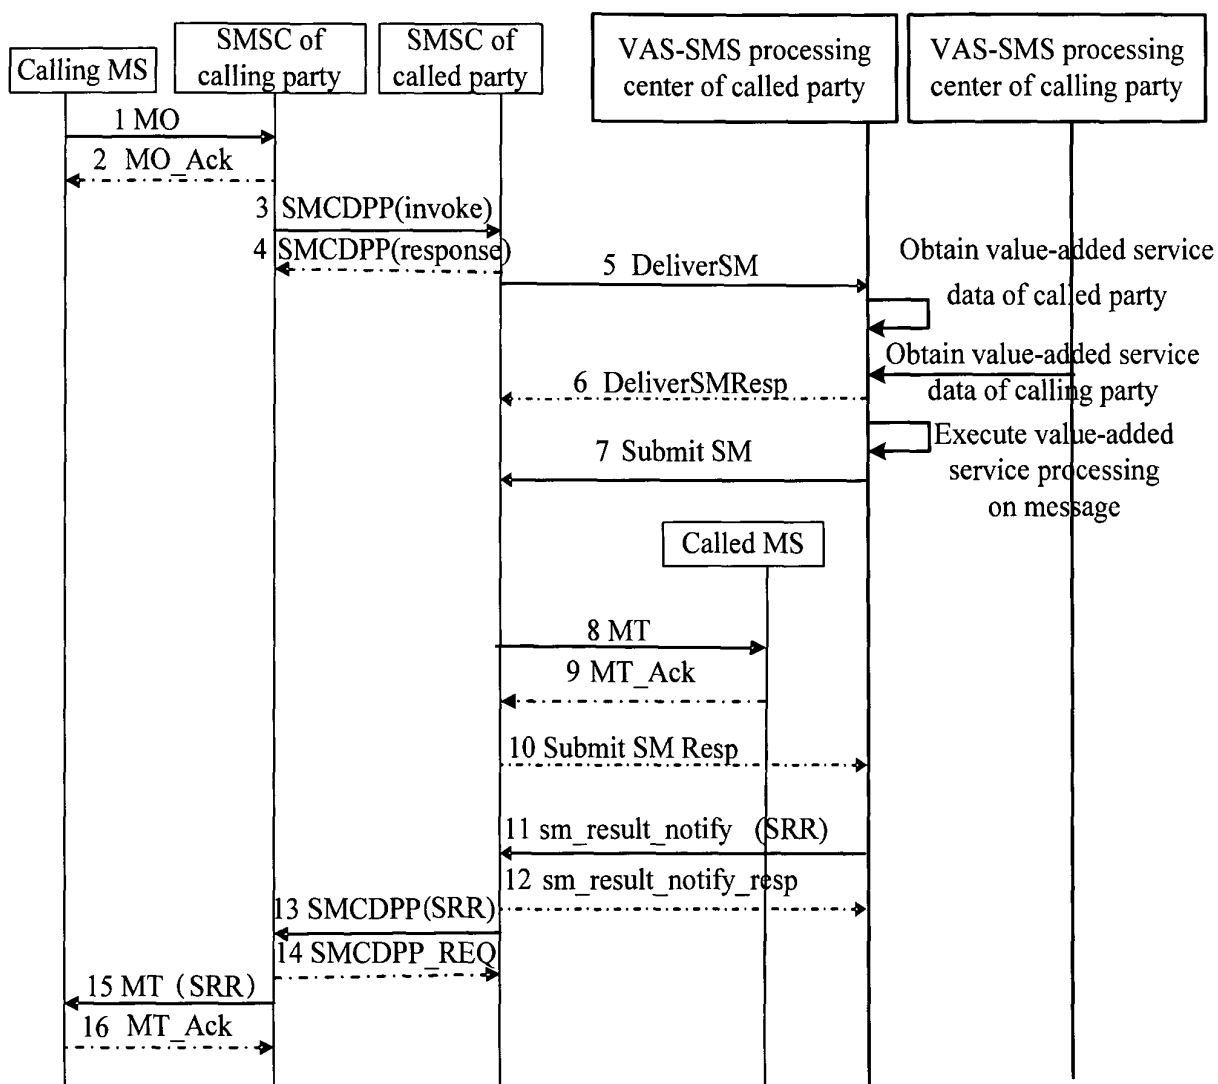 Calling MS
SMSC of
calling party
SMSC of
called party
VAS-SMS processing
center of called party
VAS-SMS processing
center of calling party
1 MO
2 MO_Ack
3 SMCDPP(invoke)
4 SMCDPP(response)
5 DeliverSM
Obtain value-added service
data of called party
Obtain value-added service
data of calling party
6 DeliverSMResp
Execute value-added
service processing
on message
7 Submit SM
Called MS
8 MT
9 MT_Ack
10 Submit SM Resp
11 sm_result_notify (SRR)
12 sm_result_notify_resp
13 SMCDPP(SRR)
14 SMCDPP_REQ
15 MT (SRR)
16 MT_Ack